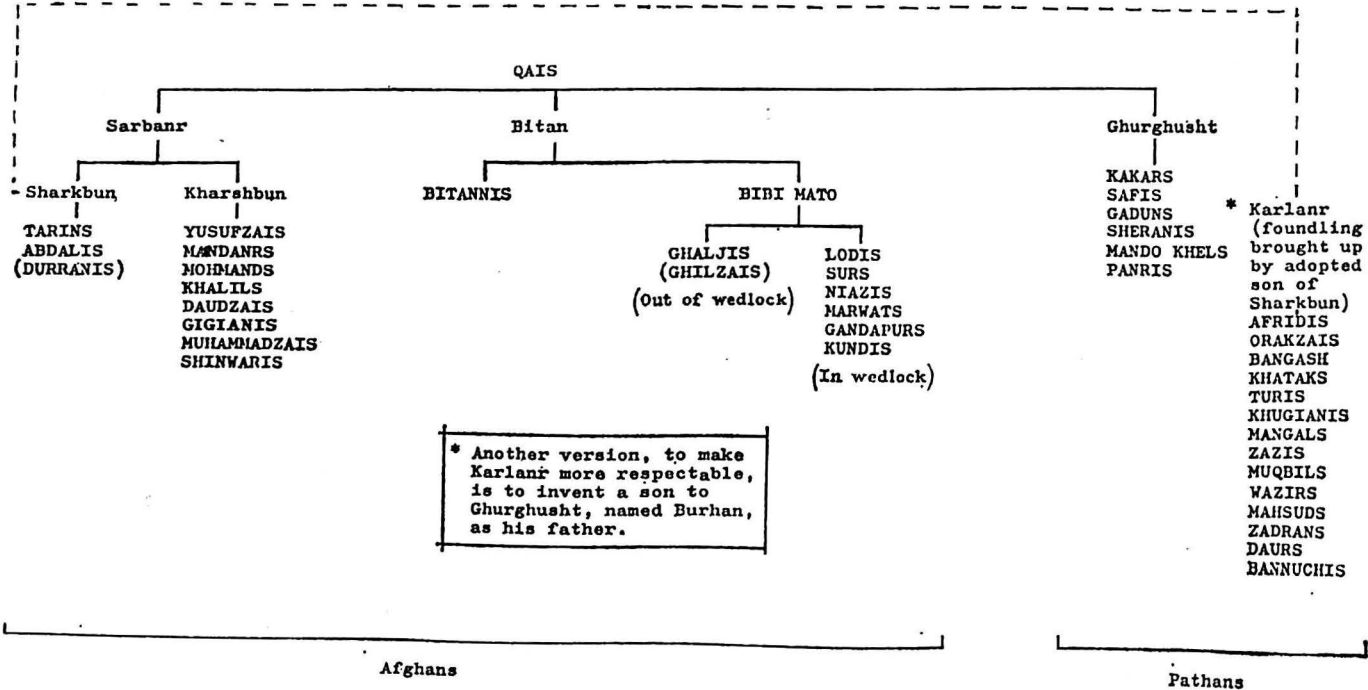 QAIS
Sarbanr
Bitan
Ghurghusht
Sharkbun
Kharshbun
BITANNIS
BIBI MATO
TARINS
ABDALIS
(DURRANIS)
YUSUFZAIS
MANDANRS
MOHMANDS
KHALILS
DAUDZAIS
GIGIANIS
MUHAMMADZAIS
SHINWARIS
GHALJIS
(GHILZAIS)
(Out of wedlock)
LODIS
SURS
NIAZIS
MARWATS
GANDAPURS
KUNDIS
(In wedlock)
KAKARS
SAFIS
GADUNS
SHERANIS
MANDO KHELS
PANRIS
* Karlanr
(foundling
brought up
by adopted
son of
Sharkbun)
AFRIDIS
ORAKZAIS
BANGASH
KHATAKS
TURIS
KHUGIANIS
MANGALS
ZAZIS
MUQBILS
WAZIRS
MAHSUDS
ZADRANS
DAURS
BANNUCHIS
* Another version, to make
Karlanr more respectable,
is to invent a son to
Ghurghusht, named Burhan,
as his father.
Afghans
Pathans